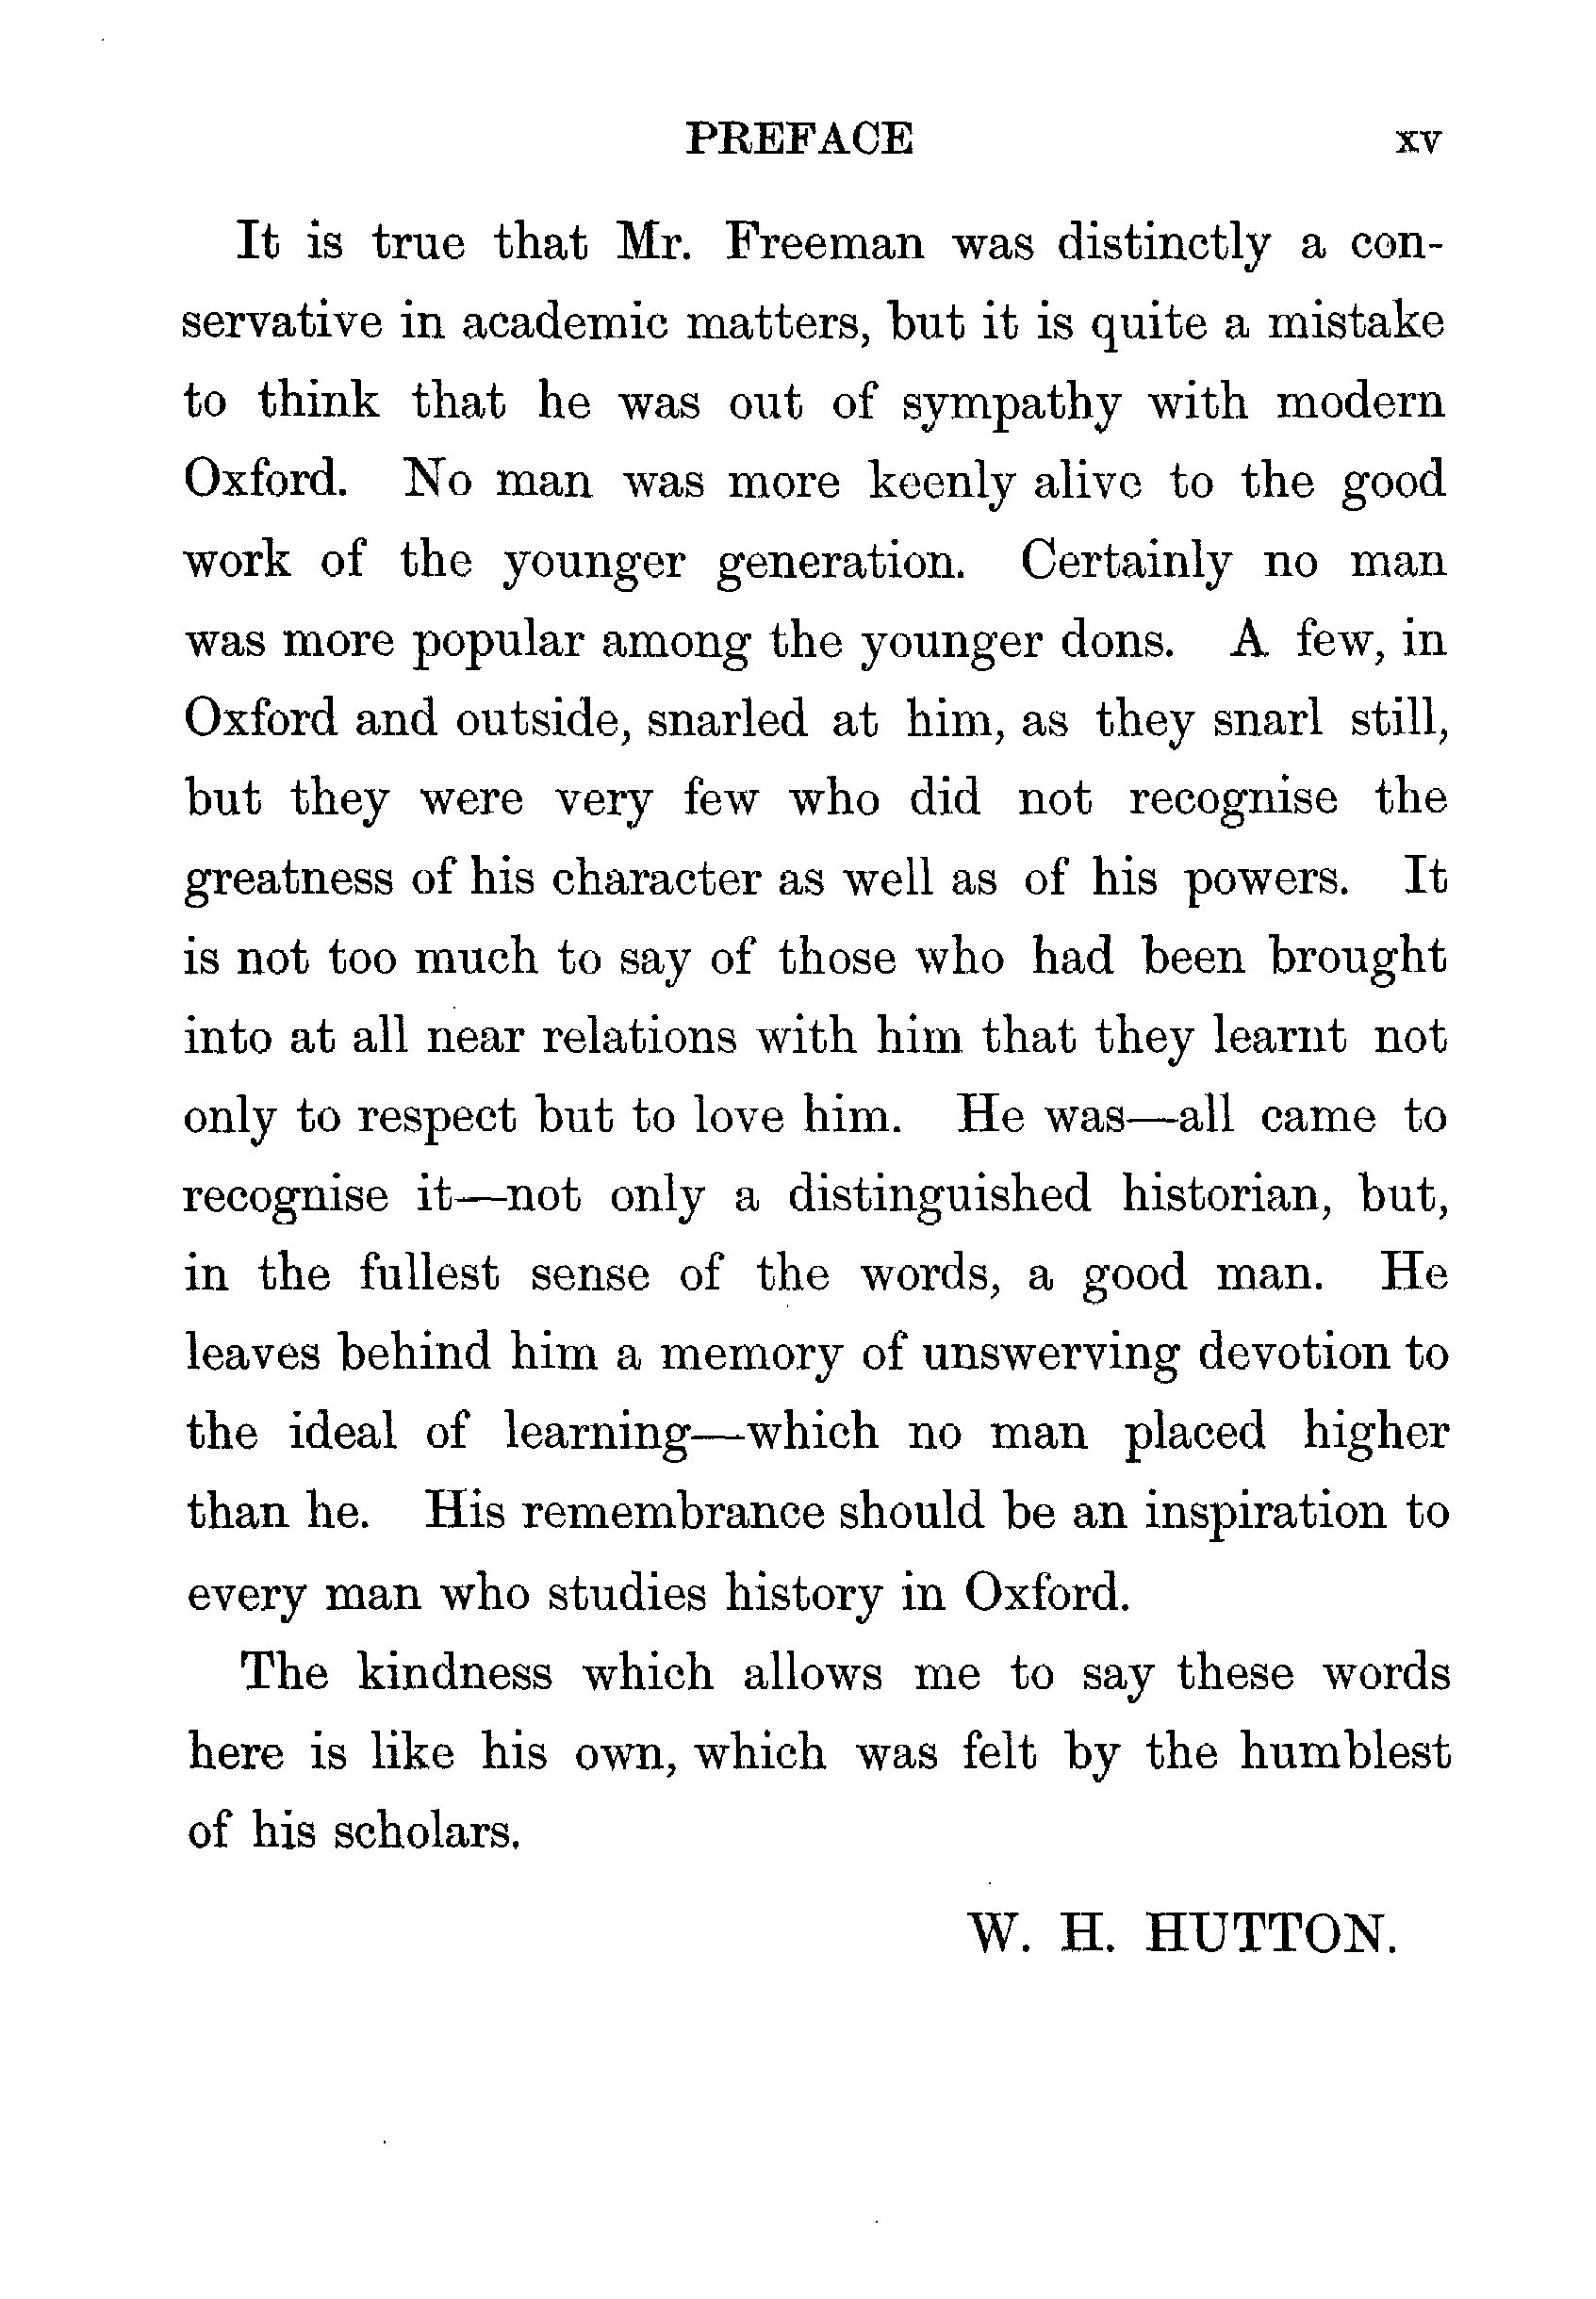 PREFACE xv
It is true that Mr. Freeman was distinctly a con-
servative in academic matters, but it is quite a mistake
to think that he was out of sympathy with modern
Oxford. No man was more keenly alive to the good
work of the younger generation. Certainly no man
was more popular among the younger dons. A few, in
Oxford and outside, snarled at him, as they snarl still,
but they were very few who did not recognise the
greatness of his character as well as of his powers. It
is not too much to say of those who had been brought
into at all near relations with him that they learnt not
only to respect but to love him. He was—all came to
recognise it—not only a distinguished historian, but,
in the fullest sense of the words, a good man. He
leaves behind him a memory of unswerving devotion to
the ideal of learning—which no man placed higher
than he. His remembrance should be an inspiration to
every man who studies history in Oxford.
The kindness which allows me to say these words
here is like his own, which was felt by the humblest
of his scholars.
W. H. HUTTON.